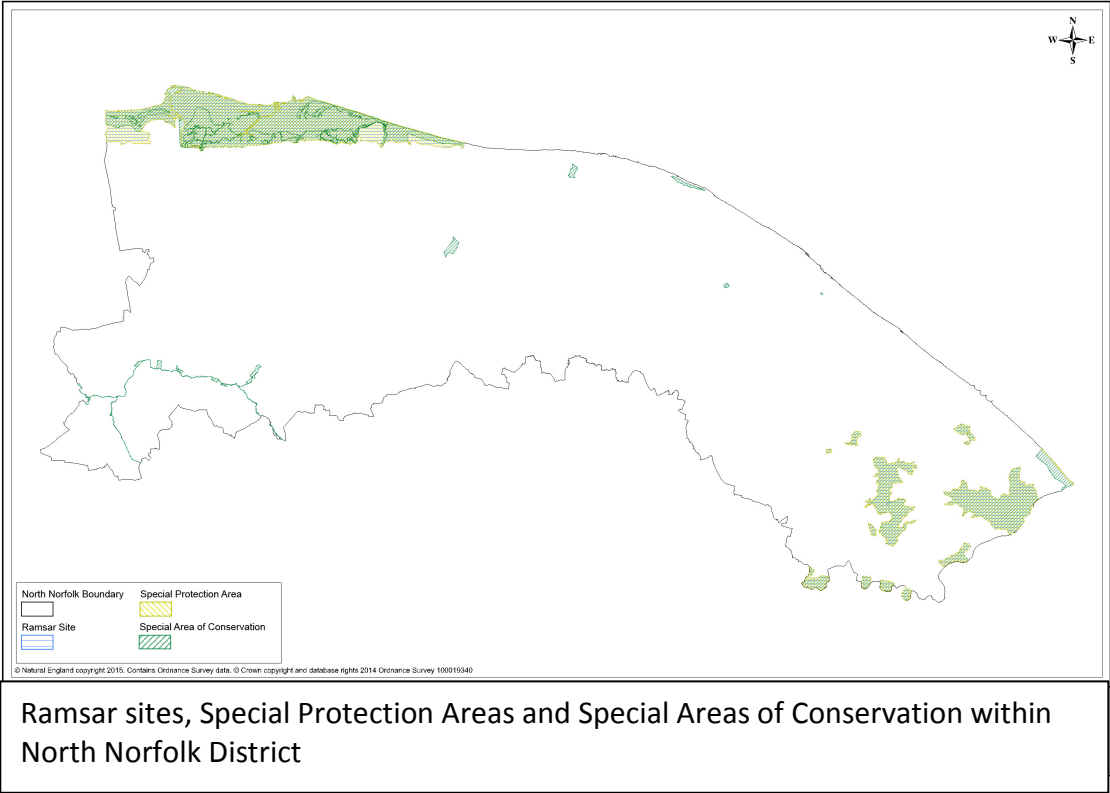 N
W E
S
North Norfolk Boundary
Special Protection Area
Ramsar Site
Special Area of Conservation
© Natural England copyright 2015. Contains Ordnance Survey data. © Crown copyright and database rights 2014 Ordnance Survey 100019340
Ramsar sites, Special Protection Areas and Special Areas of Conservation within
North Norfolk District